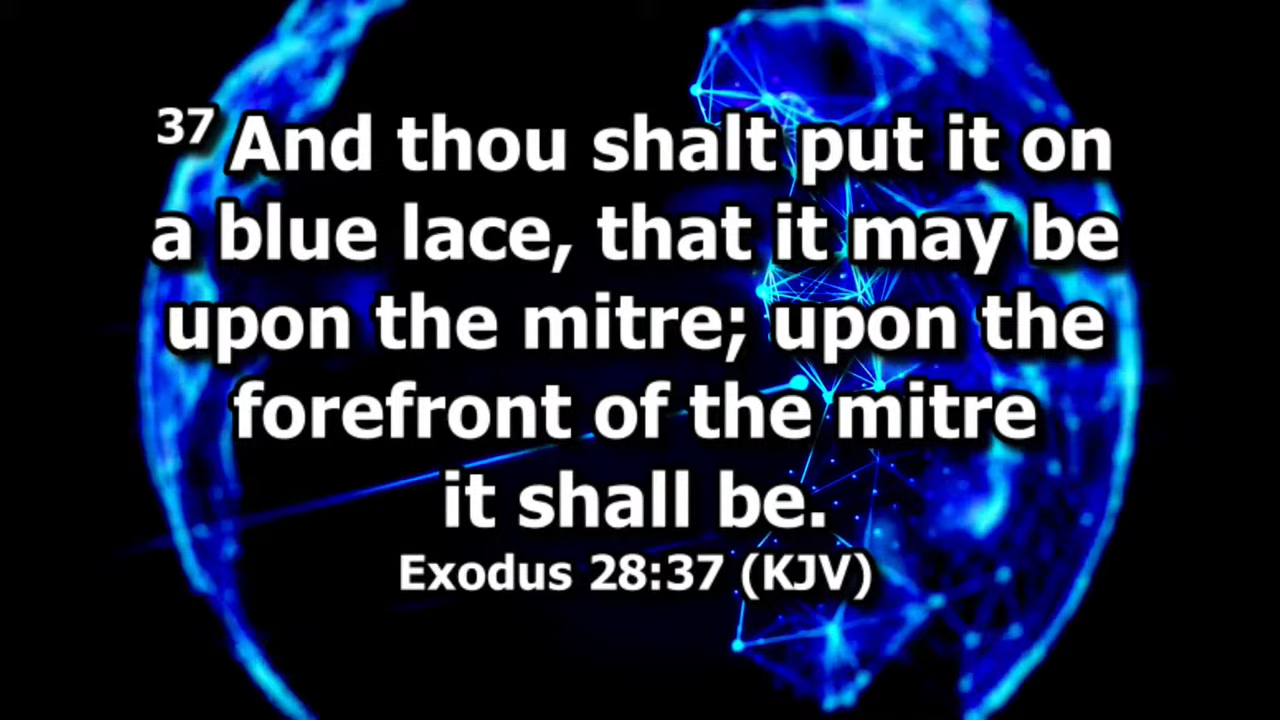 37 And thou shalt put it on
a blue lace, that it may be
upon the mitre; upon the
forefront of the mitre
it shall be.
Exodus 28:37 (KJV)